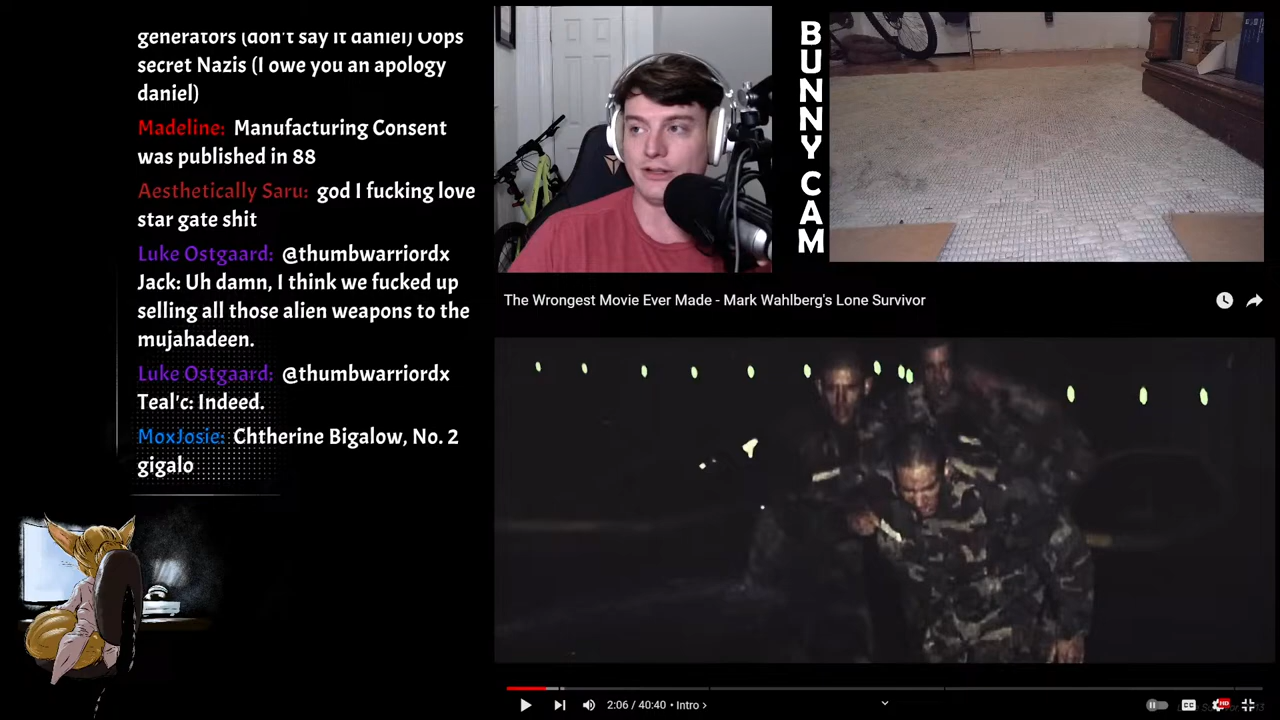 generators (don't say it daniel) Oops
secret Nazis (I owe you an apology
daniel)
Madeline: Manufacturing Consent
was published in 88
Aesthetically Saru: god I fucking love
star gate shit
Luke Ostgaard: @thumbwarriordx
Jack: Uh damn, I think we fucked up
selling all those alien weapons to the
mujahadeen.
Luke Ostgaard: @thumbwarriordx
Teal'c: Indeed.
MoxJosie: Chtherine Bigalow, No. 2
gigalo
BUNNY CAM
The Wrongest Movie Ever Made - Mark Wahlberg's Lone Survivor
2:06 / 40:40 • Intro ›
CC
HD